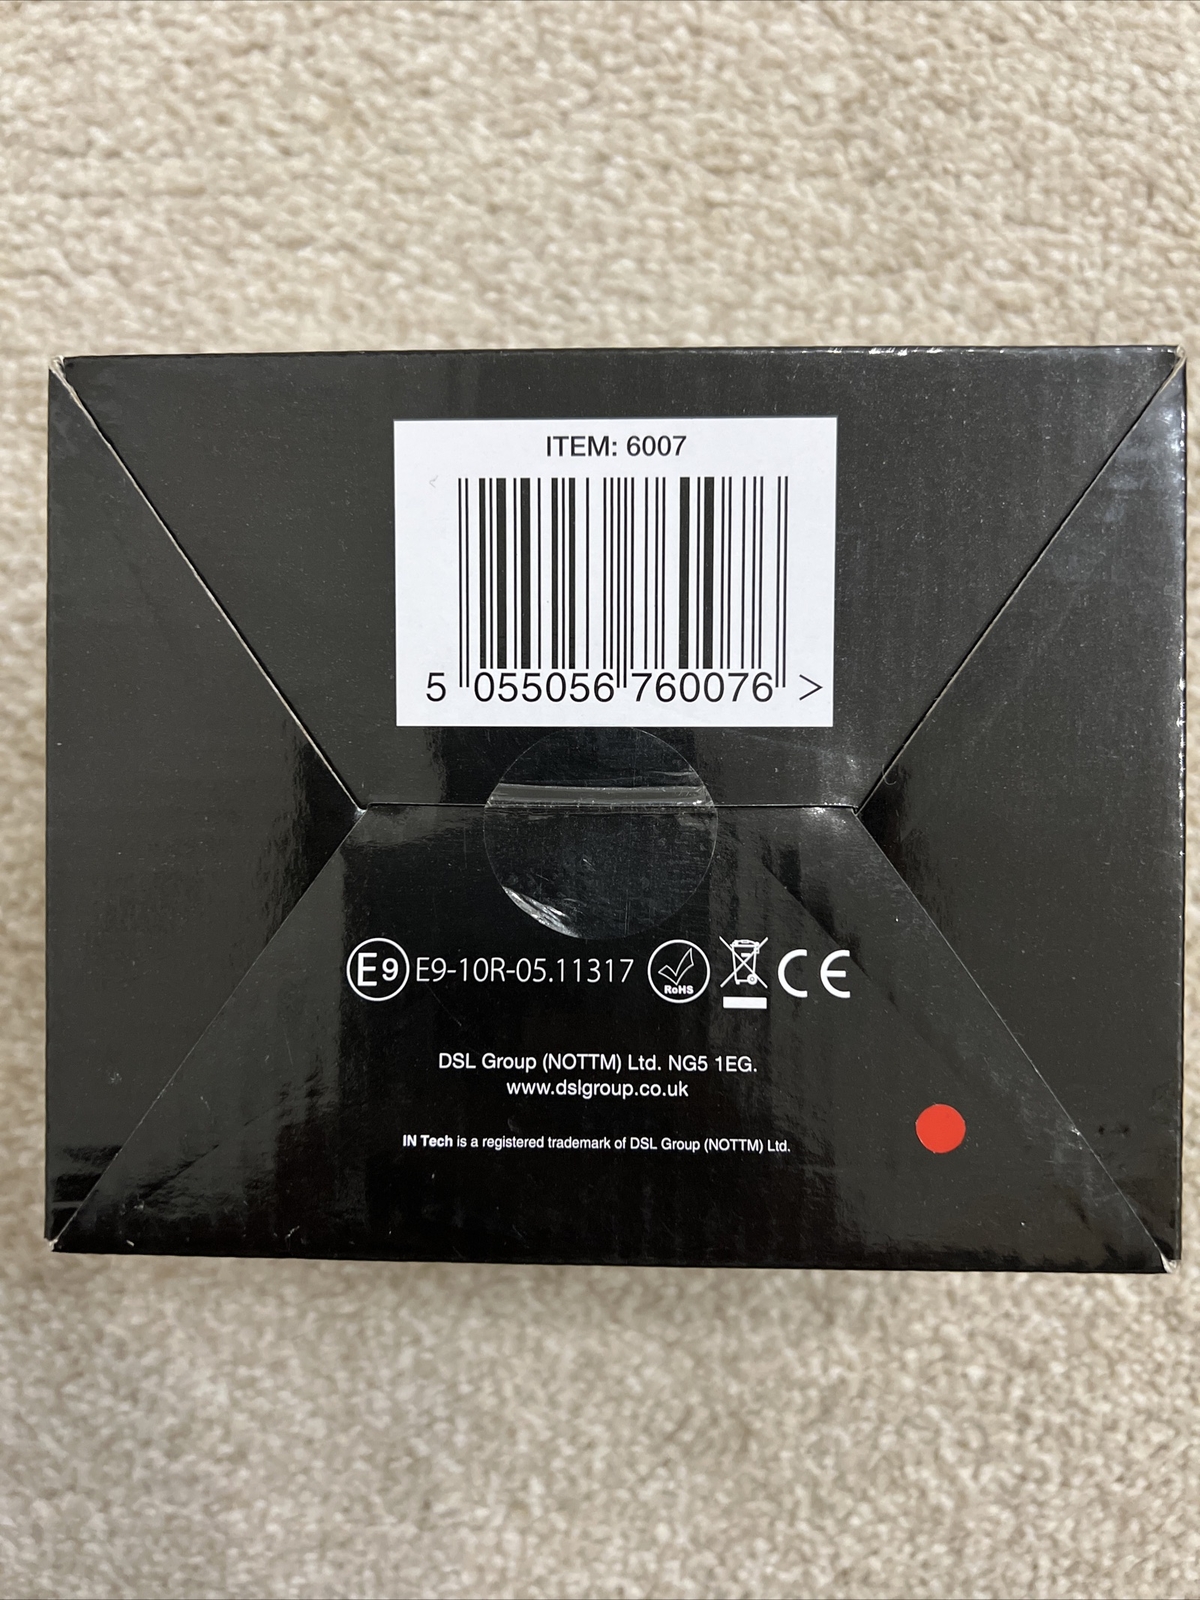 ITEM: 6007
5 055056 760076 >
E9 E9-10R-05.11317 RoHS CE
DSL Group (NOTTM) Ltd. NG5 1EG.
www.dslgroup.co.uk
IN Tech is a registered trademark of DSL Group (NOTTM) Ltd.